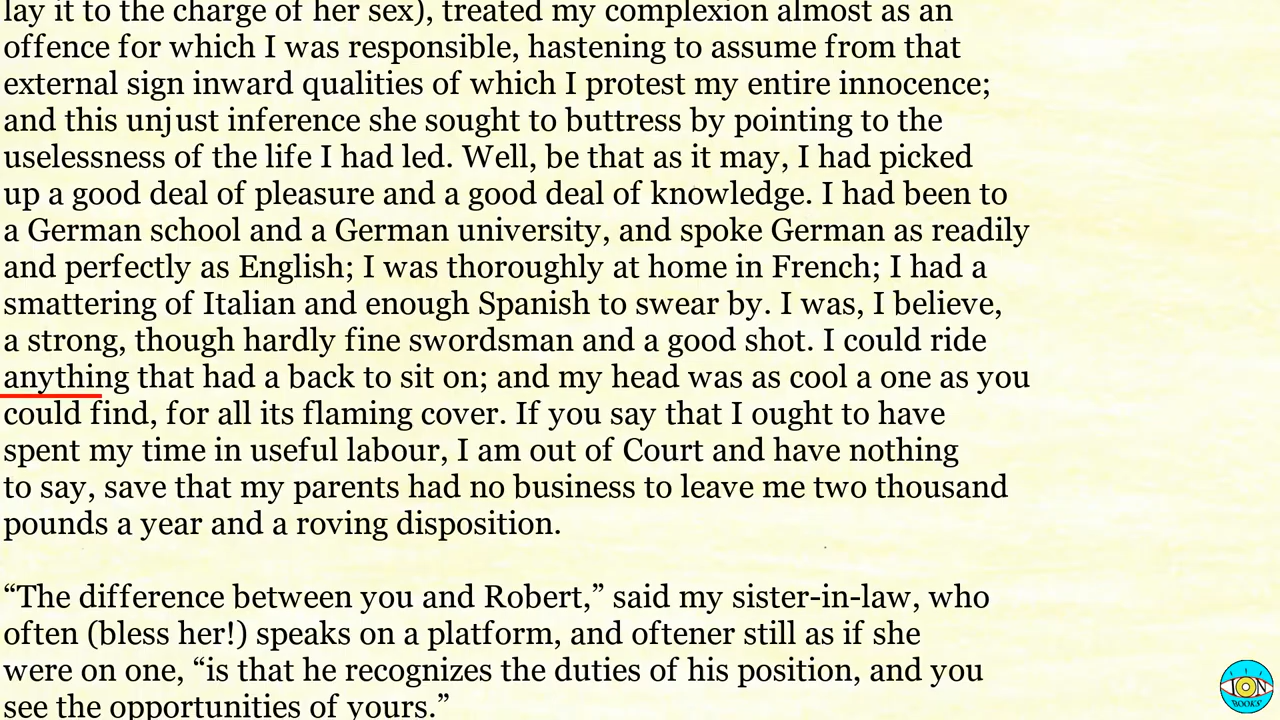 lay it to the charge of her sex), treated my complexion almost as an
offence for which I was responsible, hastening to assume from that
external sign inward qualities of which I protest my entire innocence;
and this unjust inference she sought to buttress by pointing to the
uselessness of the life I had led. Well, be that as it may, I had picked
up a good deal of pleasure and a good deal of knowledge. I had been to
a German school and a German university, and spoke German as readily
and perfectly as English; I was thoroughly at home in French; I had a
smattering of Italian and enough Spanish to swear by. I was, I believe,
a strong, though hardly fine swordsman and a good shot. I could ride
anything that had a back to sit on; and my head was as cool a one as you
could find, for all its flaming cover. If you say that I ought to have
spent my time in useful labour, I am out of Court and have nothing
to say, save that my parents had no business to leave me two thousand
pounds a year and a roving disposition.
“The difference between you and Robert,” said my sister-in-law, who
often (bless her!) speaks on a platform, and oftener still as if she
were on one, “is that he recognizes the duties of his position, and you
see the opportunities of yours.”
ION
BOOKS